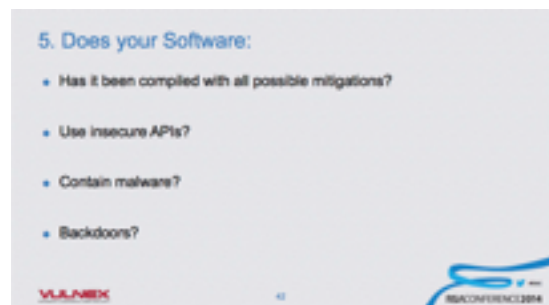 5. Does your Software:
Has it been compiled with all possible mitigations?
Use insecure APIs?
Contain malware?
Backdoors?
VULNEX
RSACONFERENCE2014